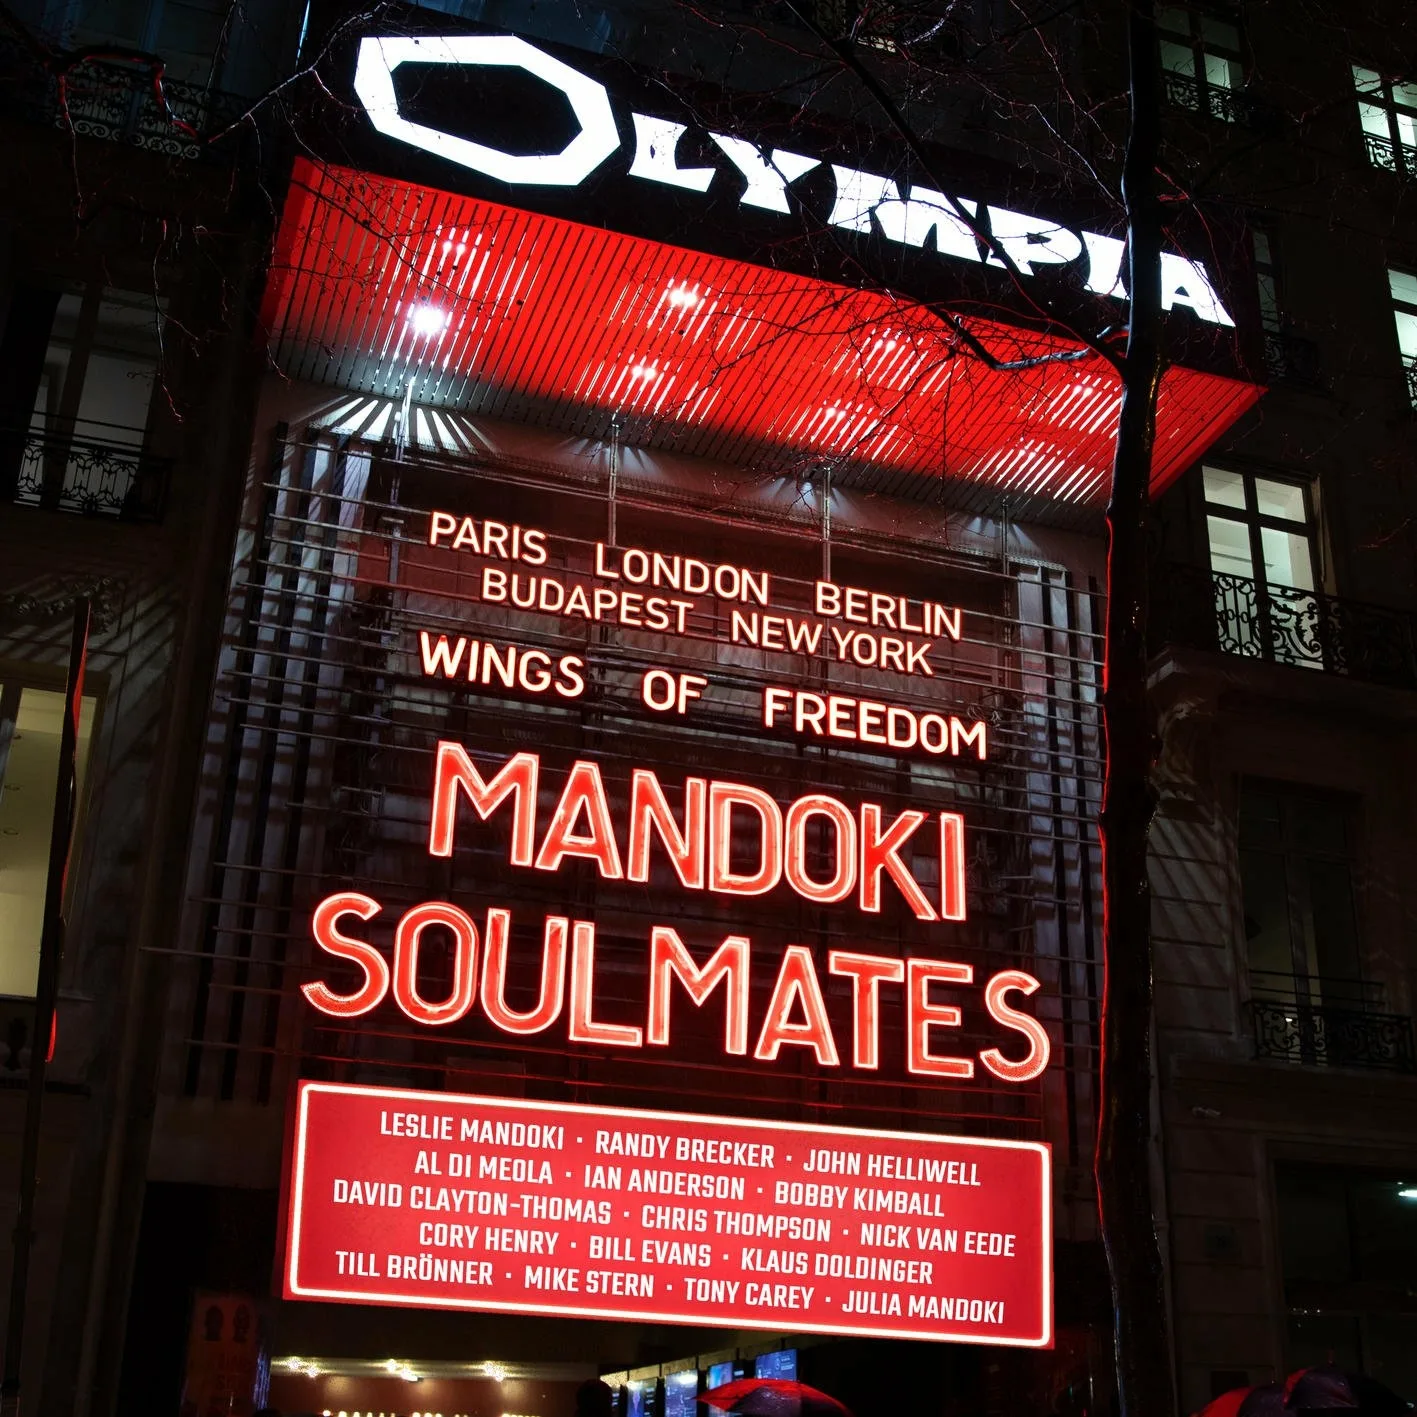 OLYMPIA
PARIS LONDON BERLIN
BUDAPEST NEW YORK
WINGS OF FREEDOM
MANDOKI
SOULMATES
LESLIE MANDOKI · RANDY BRECKER · JOHN HELLIWELL
AL DI MEOLA · IAN ANDERSON · BOBBY KIMBALL
DAVID CLAYTON-THOMAS · CHRIS THOMPSON · NICK VAN EEDE
CORY HENRY · BILL EVANS · KLAUS DOLDINGER
TILL BRÖNNER · MIKE STERN · TONY CAREY · JULIA MANDOKI